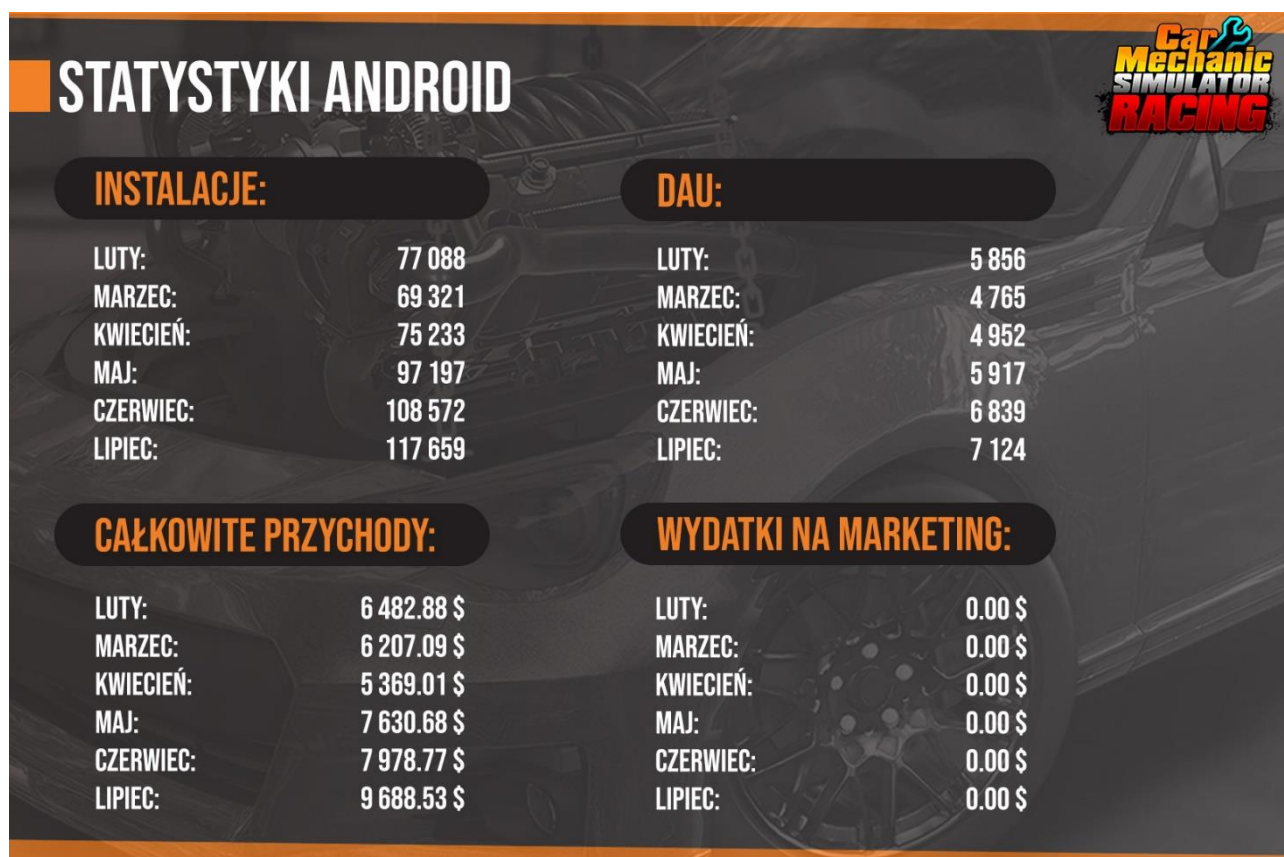 STATYSTYKI ANDROID
Car
Mechanic
SIMULATOR
RACING
INSTALACJE:
LUTY: 77 088
MARZEC: 69 321
KWIECIEŃ: 75 233
MAJ: 97 197
CZERWIEC: 108 572
LIPIEC: 117 659
DAU:
LUTY: 5 856
MARZEC: 4 765
KWIECIEŃ: 4 952
MAJ: 5 917
CZERWIEC: 6 839
LIPIEC: 7 124
CAŁKOWITE PRZYCHODY:
LUTY: 6 482.88 $
MARZEC: 6 207.09 $
KWIECIEŃ: 5 369.01 $
MAJ: 7 630.68 $
CZERWIEC: 7 978.77 $
LIPIEC: 9 688.53 $
WYDATKI NA MARKETING:
LUTY: 0.00 $
MARZEC: 0.00 $
KWIECIEŃ: 0.00 $
MAJ: 0.00 $
CZERWIEC: 0.00 $
LIPIEC: 0.00 $